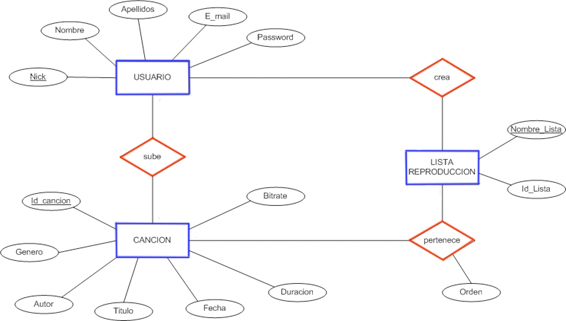 Apellidos
E_mail
Nombre
Password
Nick
USUARIO
crea
Nombre_Lista
sube
LISTA
REPRODUCCION
Id_Lista
Id_cancion
Bitrate
Genero
CANCION
pertenece
Autor
Titulo
Fecha
Duracion
Orden